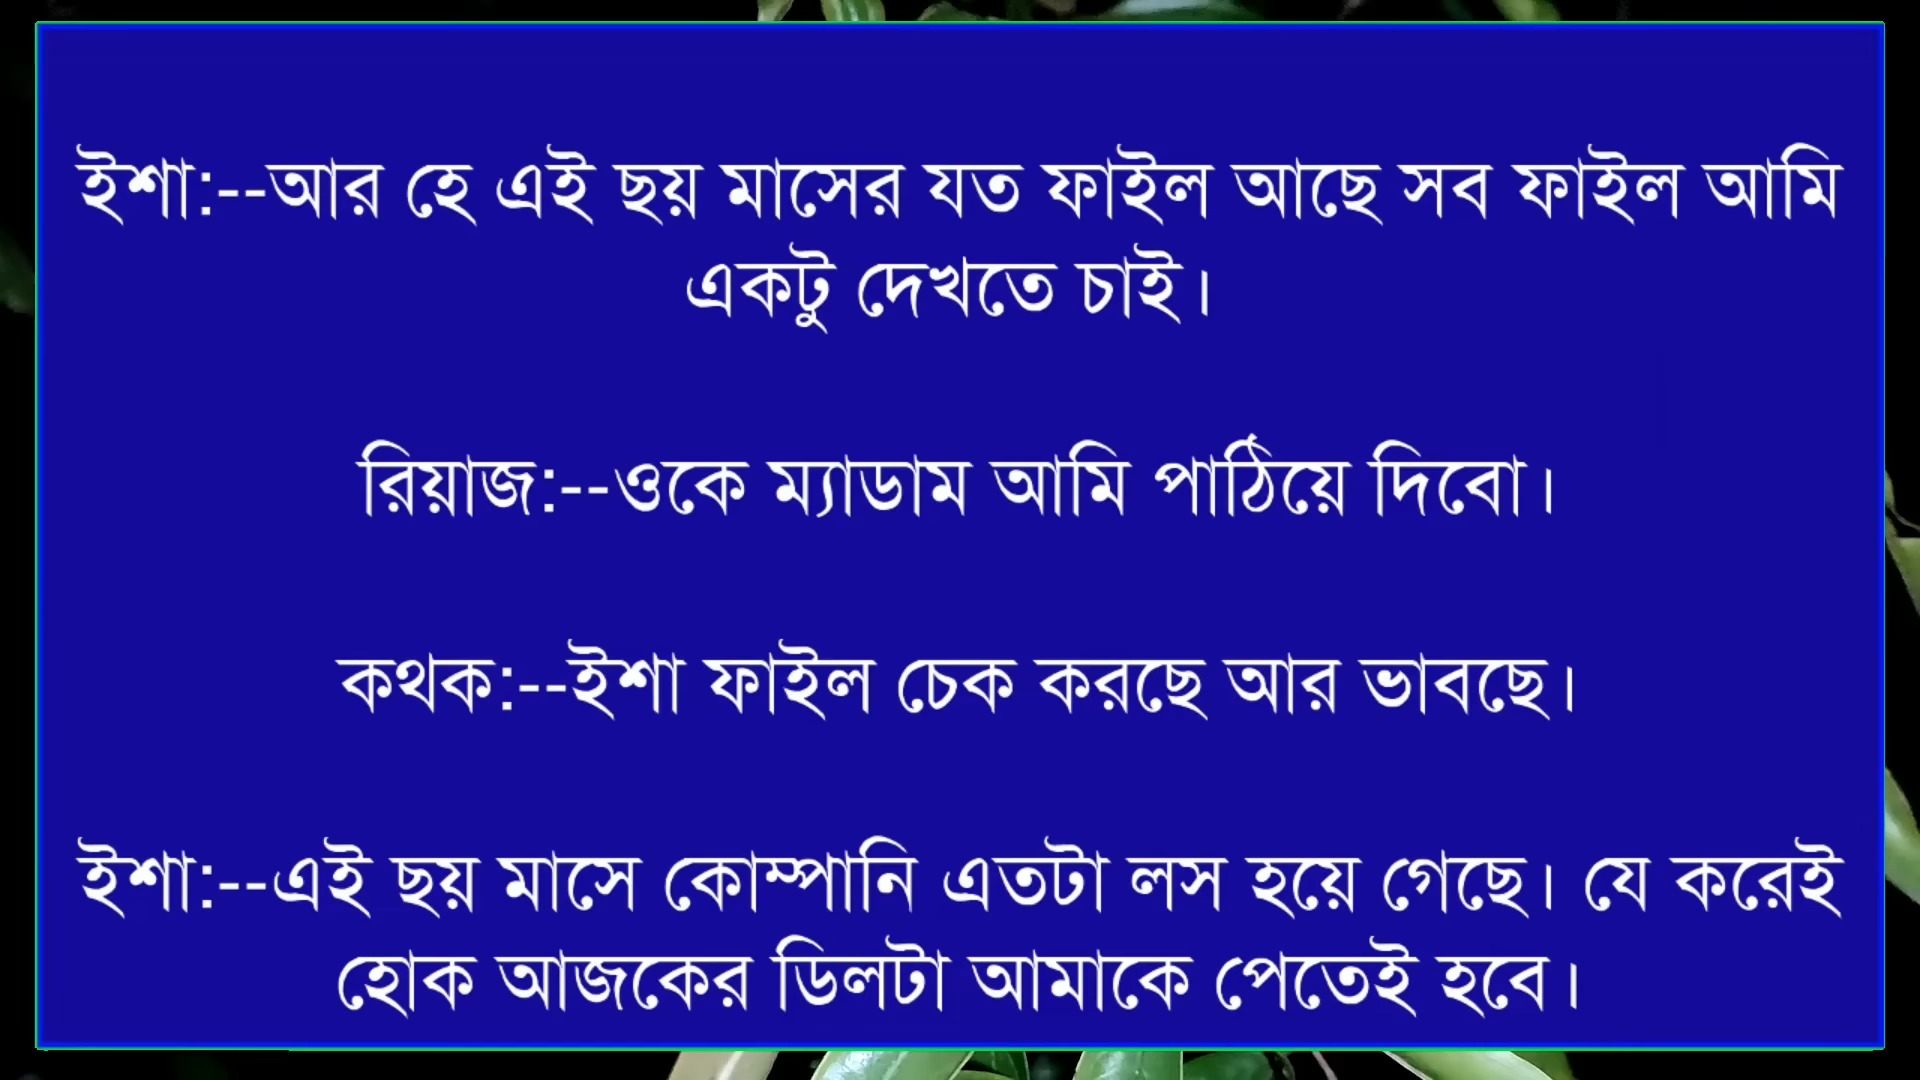 ইশা:--আর হে এই ছয় মাসের যত ফাইল আছে সব ফাইল আমি
একটু দেখতে চাই।
রিয়াজ:--ওকে ম্যাডাম আমি পাঠিয়ে দিবো।
কথক:--ইশা ফাইল চেক করছে আর ভাবছে।
ইশা:--এই ছয় মাসে কোম্পানি এতটা লস হয়ে গেছে। যে করেই
হোক আজকের ডিলটা আমাকে পেতেই হবে।